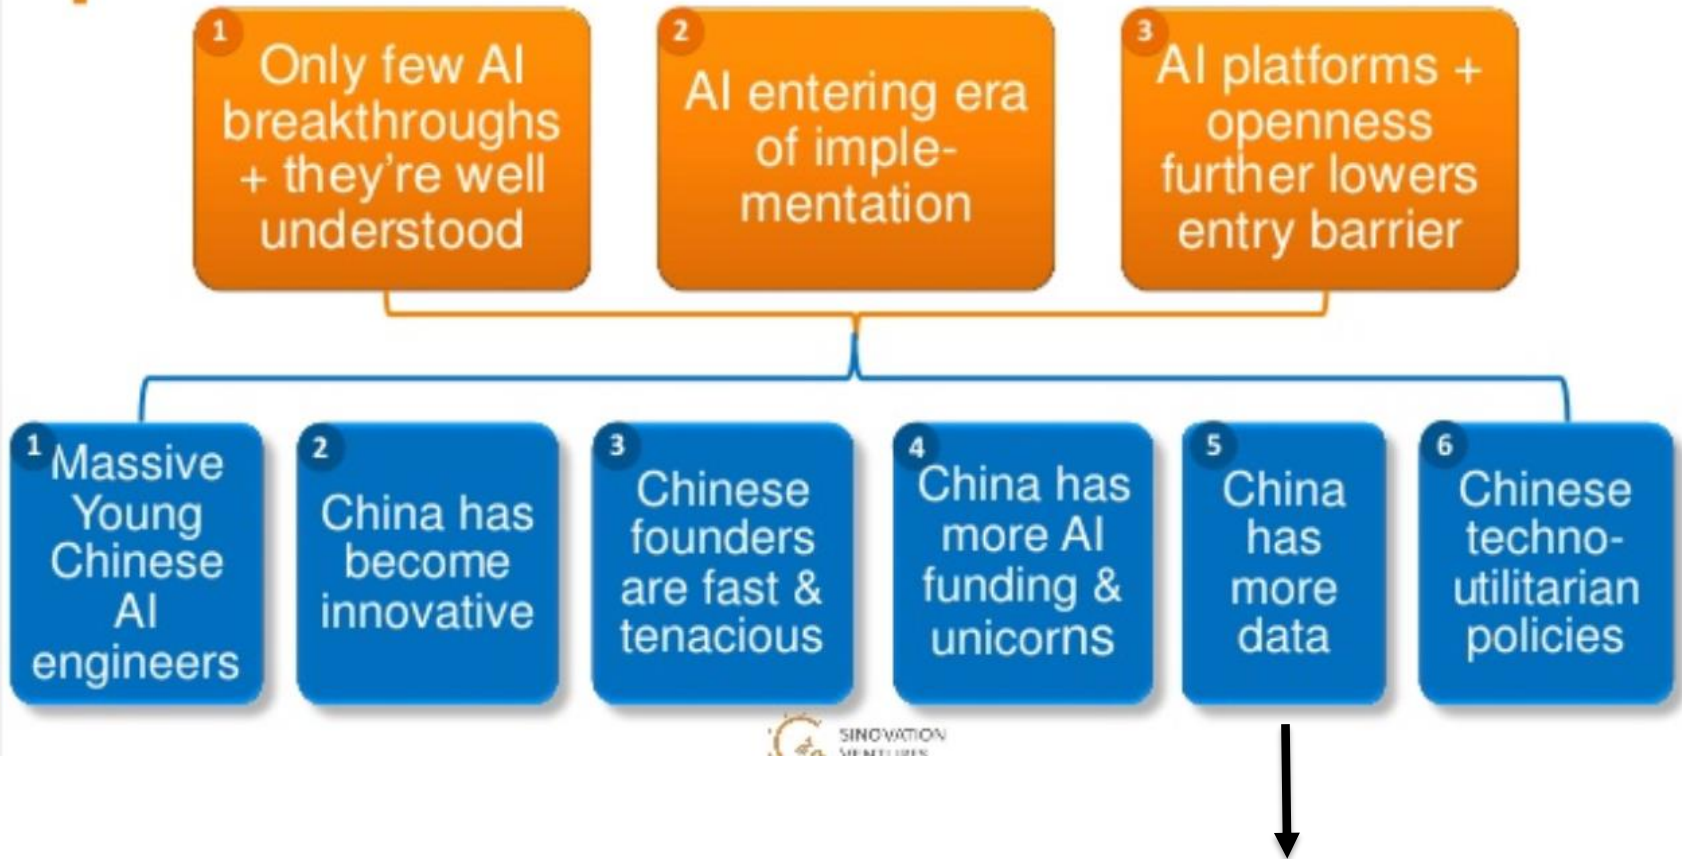 1
Only few AI
breakthroughs
+ they're well
understood
2
AI entering era
of imple-
mentation
3
AI platforms +
openness
further lowers
entry barrier
1
Massive
Young
Chinese
AI
engineers
2
China has
become
innovative
3
Chinese
founders
are fast &
tenacious
4
China has
more AI
funding &
unicorns
5
China
has
more
data
6
Chinese
techno-
utilitarian
policies
SINOVATION
VENTURES